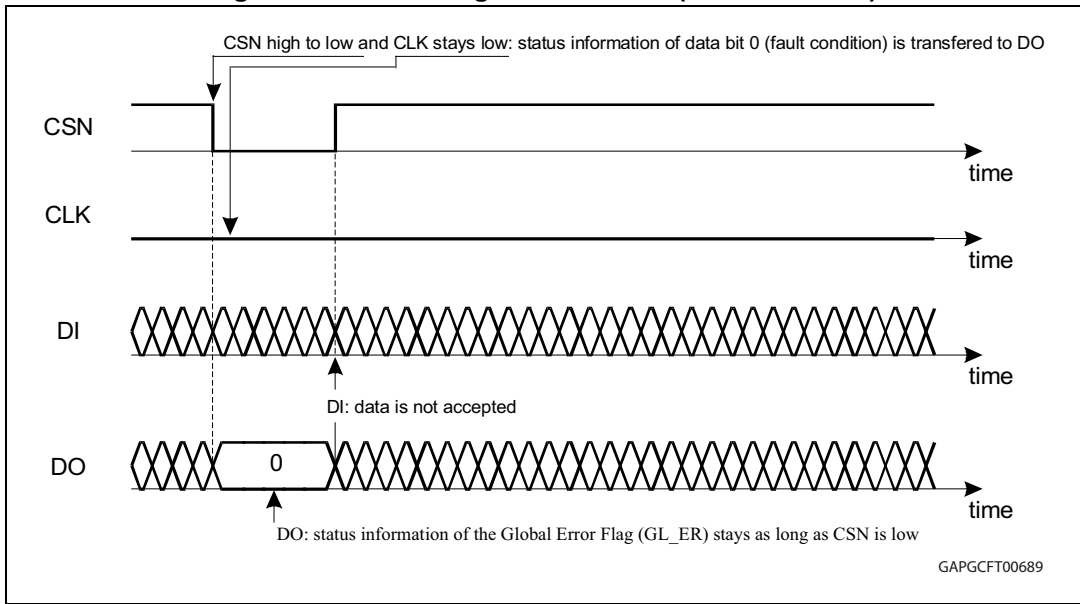 CSN high to low and CLK stays low: status information of data bit 0 (fault condition) is transfered to DO
CSN
time
CLK
time
DI
time
DI: data is not accepted
DO
0
time
DO: status information of the Global Error Flag (GL_ER) stays as long as CSN is low
GAPGCFT00689